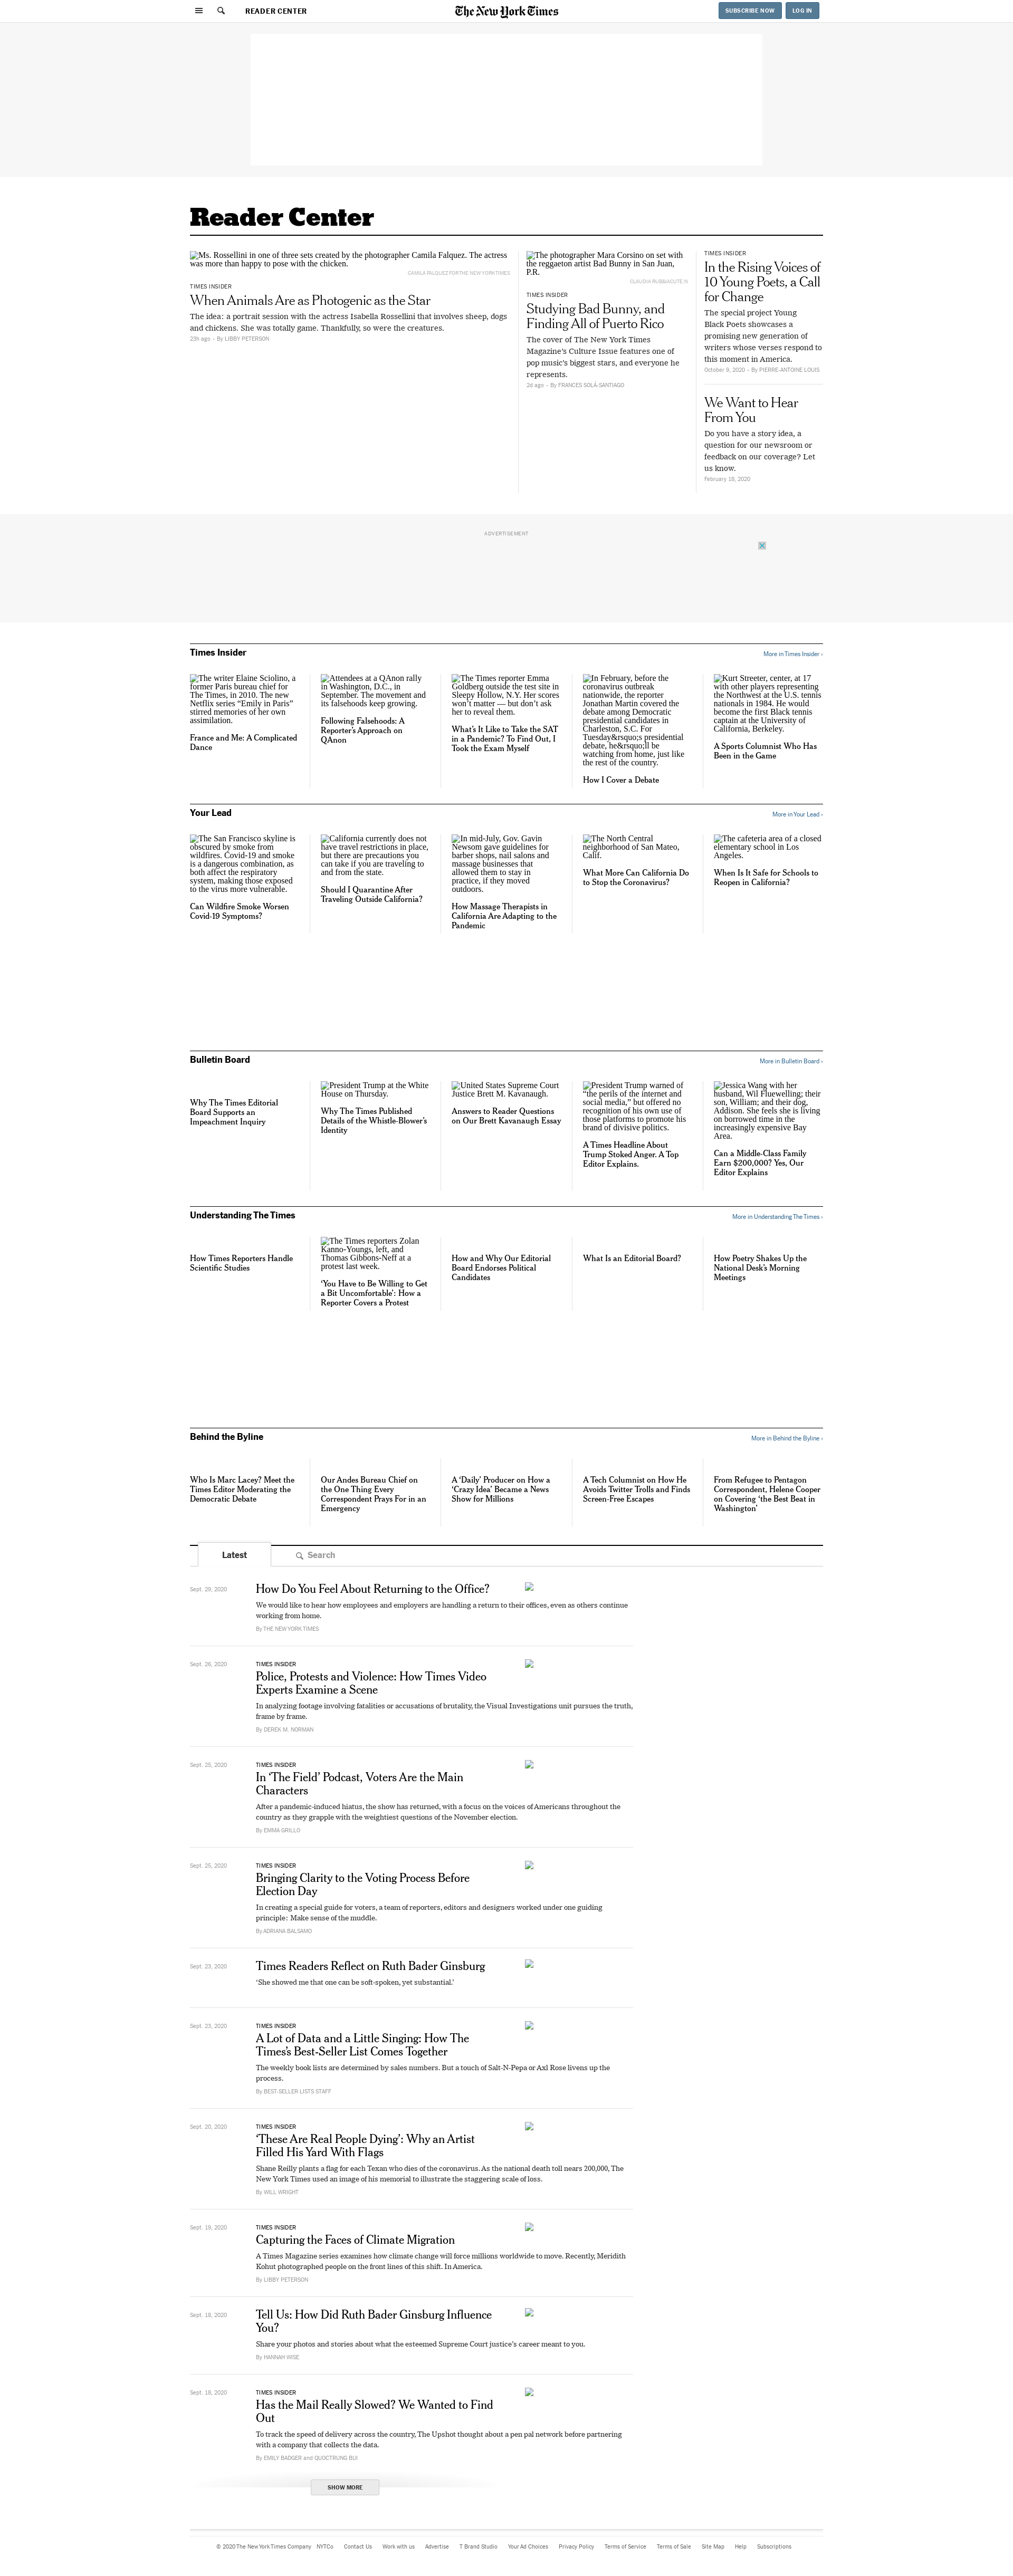 READER CENTER
The New York Times
SUBSCRIBE NOW
LOG IN
Reader Center
Ms. Rossellini in one of three sets created by the photographer Camila Falquez. The actress
was more than happy to pose with the chicken.
CAMILA FALQUEZ FOR THE NEW YORK TIMES
TIMES INSIDER
When Animals are as Photogenic as the Star
The idea: a portrait session with the actress Isabella Rossellini that involves sheep, dogs
and chickens. She was totally game. Thankfully, so were the creatures.
23h ago • By LIBBY PETERSON
The photographer Mara Corsino on set with
the reggaeton artist Bad Bunny in San Juan,
P.R.
TIMES INSIDER
Studying Bad Bunny, and
Finding All of Puerto Rico
The cover of The New York Times
Magazine's Culture Issue features one of
pop music's biggest stars, and everyone he
represents.
2d ago • By FRANCES SOLÁ-SANTIAGO
TIMES INSIDER
In the Rising Voices of
10 Young Poets, a Call
for Change
The special project Young
Black Poets showcases a
promising new generation of
writers whose verses respond to
this moment in America.
October 9, 2020 • By PIERRE-ANTOINE LOUIS
We Want to Hear
From You
Do you have a story idea, a
question for our newsroom or
feedback on our coverage? Let
us know.
February 18, 2020
ADVERTISEMENT
Times Insider
More in Times Insider ›
The writer Elaine Sciolino, a
former Paris bureau chief for
The Times, in 2010. The new
Netflix series “Emily in Paris”
stirred memories of her own
assimilation.
France and Me: A Complicated
Dance
Attendees at a QAnon rally
in Washington, D.C., in
September. The movement and
its falsehoods keep growing.
Following Falsehoods: A
Reporter’s Approach on
QAnon
The Times reporter Emma
Goldberg outside the test site in
Sleepy Hollow, N.Y. Her scores
won’t matter — but don’t ask
her to reveal them.
What’s It Like to Take the SAT
in a Pandemic? To Find Out, I
Took the Exam Myself
In February, before the
coronavirus outbreak
nationwide, the reporter
Jonathan Martin covered the
debate among Democratic
presidential candidates in
Charleston, S.C. For
Tuesday&rsquo;s presidential
debate, he&rsquo;ll be
watching from home, just like
the rest of the country.
How I Cover a Debate
Kurt Streeter, center, at 17
with other players representing
the Northwest at the U.S. tennis
nationals in 1984. He would
become the first Black tennis
captain at the University of
California, Berkeley.
A Sports Columnist Who Has
Been in the Game
Your Lead
More in Your Lead ›
The San Francisco skyline is
obscured by smoke from
wildfires. Covid-19 and smoke
is a dangerous combination, as
both affect the respiratory
system, making those exposed
to the virus more vulnerable.
Can Wildfire Smoke Worsen
Covid-19 Symptoms?
California currently does not
have travel restrictions in place,
but there are precautions you
can take if you are traveling to
and from the state.
Should I Quarantine After
Traveling Outside California?
In mid-July, Gov. Gavin
Newsom gave guidelines for
barber shops, nail salons and
massage businesses that
allowed them to stay in
practice, if they moved
outdoors.
How Massage Therapists in
California Are Adapting to the
Pandemic
The North Central
neighborhood of San Mateo,
Calif.
What More Can California Do
to Stop the Coronavirus?
The cafeteria area of a closed
elementary school in Los
Angeles.
When Is It Safe for Schools to
Reopen in California?
Bulletin Board
More in Bulletin Board ›
Why The Times Editorial
Board Supports an
Impeachment Inquiry
President Trump at the White
House on Thursday.
Why The Times Published
Details of the Whistle-Blower’s
Identity
United States Supreme Court
Justice Brett M. Kavanaugh.
Answers to Reader Questions
on Our Brett Kavanaugh Essay
President Trump warned of
“the perils of the internet and
social media,” but offered no
recognition of his own use of
those platforms to promote his
brand of divisive politics.
A Times Headline About
Trump Stoked Anger. A Top
Editor Explains.
Jessica Wang with her
husband, Wil Fluewelling; their
son, William; and their dog,
Addison. She feels she is living
on borrowed time in the
increasingly expensive Bay
Area.
Can a Middle-Class Family
Earn $200,000? Yes, Our
Editor Explains
Understanding The Times
More in Understanding The Times ›
How Times Reporters Handle
Scientific Studies
The Times reporters Zolan
Kanno-Youngs, left, and
Thomas Gibbons-Neff at a
protest last week.
‘You Have to Be Willing to Get
a Bit Uncomfortable’: How a
Reporter Covers a Protest
How and Why Our Editorial
Board Endorses Political
Candidates
What Is an Editorial Board?
How Poetry Shakes Up the
National Desk’s Morning
Meetings
Behind the Byline
More in Behind the Byline ›
Who Is Marc Lacey? Meet the
Times Editor Moderating the
Democratic Debate
Our Andes Bureau Chief on
the One Thing Every
Correspondent Prays For in an
Emergency
A ‘Daily’ Producer on How a
‘Crazy Idea’ Became a News
Show for Millions
A Tech Columnist on How He
Avoids Twitter Trolls and Finds
Screen-Free Escapes
From Refugee to Pentagon
Correspondent, Helene Cooper
on Covering ‘the Best Beat in
Washington’
Latest
Search
Sept. 29, 2020
How Do You Feel About Returning to the Office?
We would like to hear how employees and employers are handling a return to their offices, even as others continue
working from home.
By THE NEW YORK TIMES
Sept. 26, 2020
TIMES INSIDER
Police, Protests and Violence: How Times Video
Experts Examine a Scene
In analyzing footage involving fatalities or accusations of brutality, the Visual Investigations unit pursues the truth,
frame by frame.
By DEREK M. NORMAN
Sept. 25, 2020
TIMES INSIDER
In ‘The Field’ Podcast, Voters Are the Main
Characters
After a pandemic-induced hiatus, the show has returned, with a focus on the voices of Americans throughout the
country as they grapple with the weightiest questions of the November election.
By EMMA GRILLO
Sept. 25, 2020
TIMES INSIDER
Bringing Clarity to the Voting Process Before
Election Day
In creating a special guide for voters, a team of reporters, editors and designers worked under one guiding
principle: Make sense of the muddle.
By ADRIANA BALSAMO
Sept. 23, 2020
Times Readers Reflect on Ruth Bader Ginsburg
‘She showed me that one can be soft-spoken, yet substantial.’
Sept. 23, 2020
TIMES INSIDER
A Lot of Data and a Little Singing: How The
Times’s Best-Seller List Comes Together
The weekly book lists are determined by sales numbers. But a touch of Salt-N-Pepa or Axl Rose livens up the
process.
By BEST-SELLER LISTS STAFF
Sept. 20, 2020
TIMES INSIDER
‘These Are Real People Dying’: Why an Artist
Filled His Yard With Flags
Shane Reilly plants a flag for each Texan who dies of the coronavirus. As the national death toll nears 200,000, The
New York Times used an image of his memorial to illustrate the staggering scale of loss.
By WILL WRIGHT
Sept. 19, 2020
TIMES INSIDER
Capturing the Faces of Climate Migration
A Times Magazine series examines how climate change will force millions worldwide to move. Recently, Meridith
Kohut photographed people on the front lines of this shift. In America.
By LIBBY PETERSON
Sept. 18, 2020
Tell Us: How Did Ruth Bader Ginsburg Influence
You?
Share your photos and stories about what the esteemed Supreme Court justice’s career meant to you.
By HANNAH WISE
Sept. 18, 2020
TIMES INSIDER
Has the Mail Really Slowed? We Wanted to Find
Out
To track the speed of delivery across the country, The Upshot thought about a pen pal network before partnering
with a company that collects the data.
By EMILY BADGER and QUOCTRUNG BUI
SHOW MORE
© 2020 The New York Times Company NYTCo Contact Us Work with us Advertise T Brand Studio Your Ad Choices Privacy Policy Terms of Service Terms of Sale Site Map Help Subscriptions